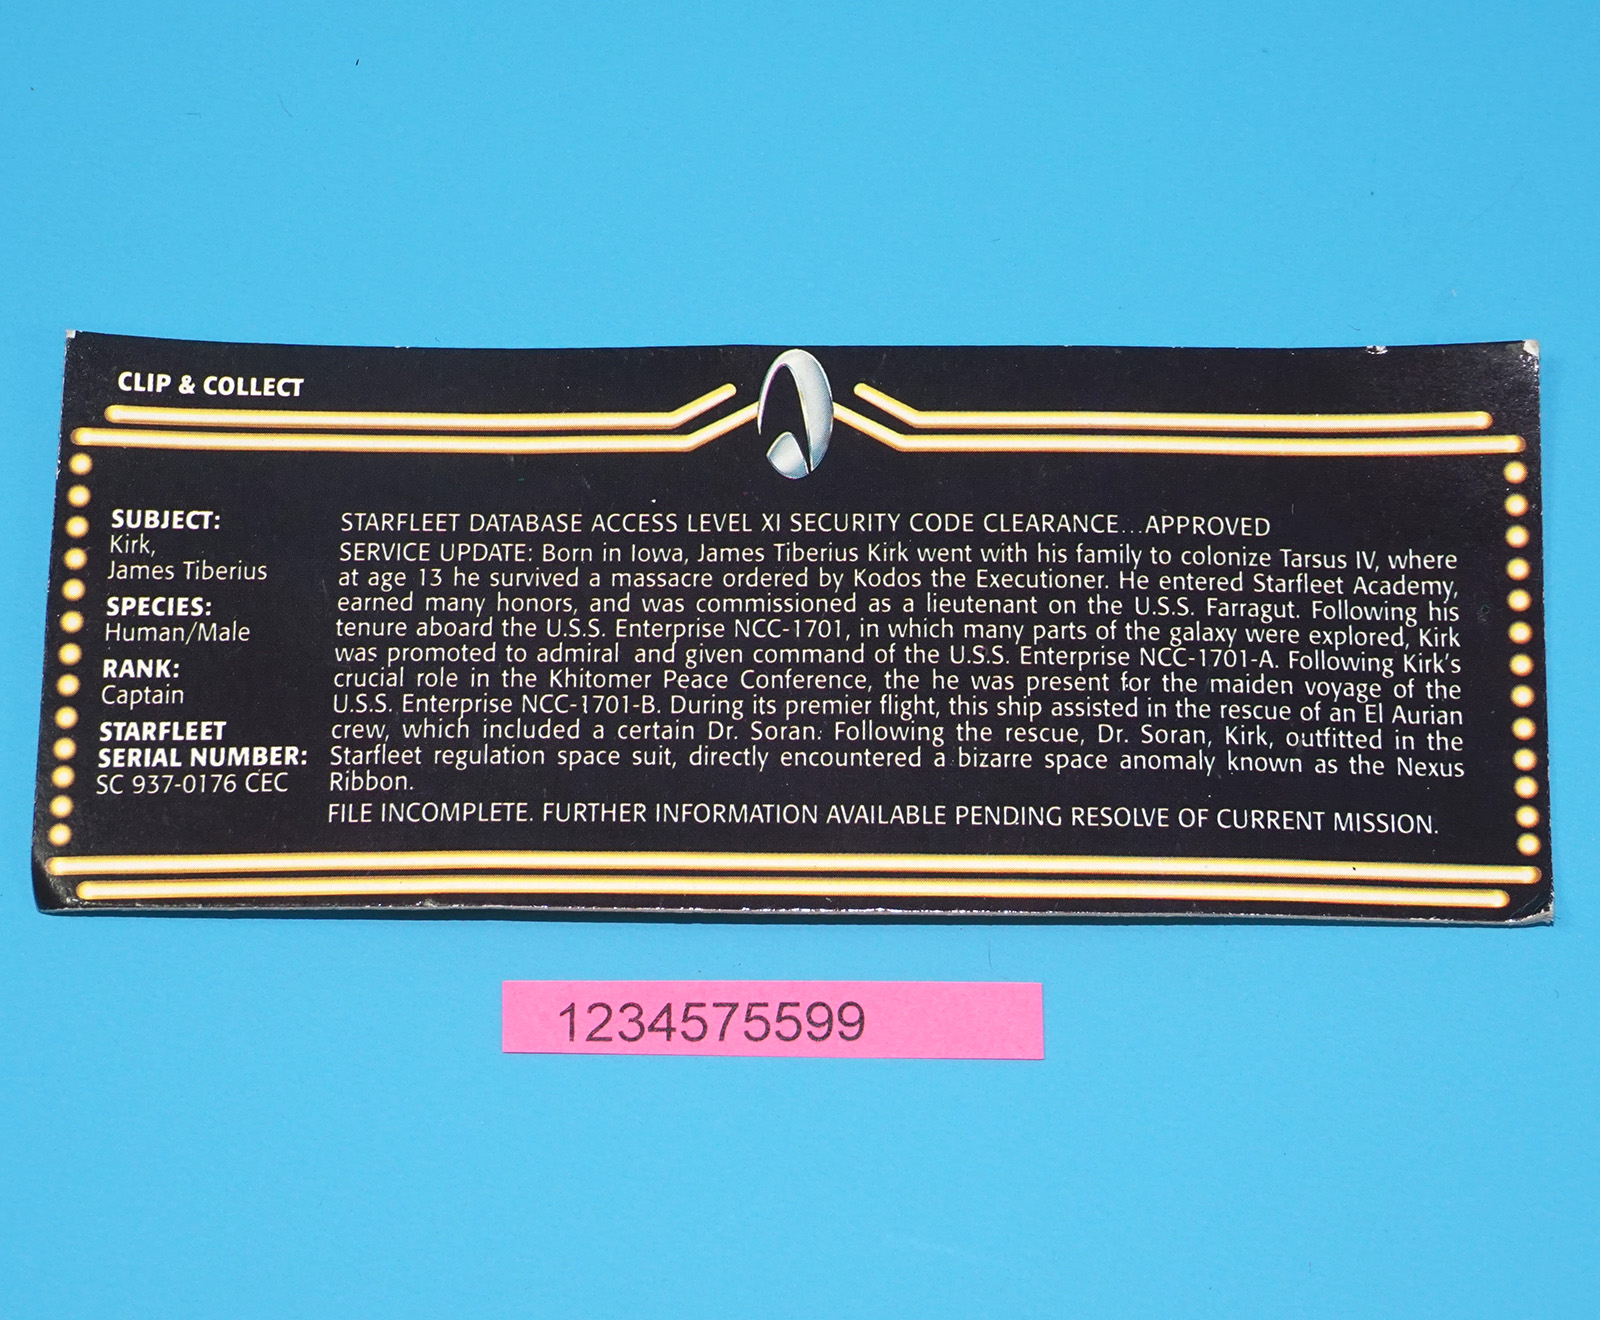 CLIP & COLLECT
SUBJECT:
Kirk,
James Tiberius
SPECIES:
Human/Male
RANK:
Captain
STARFLEET
SERIAL NUMBER:
SC 937-0176 CEC
STARFLEET DATABASE ACCESS LEVEL XI SECURITY CODE CLEARANCE...APPROVED
SERVICE UPDATE: Born in Iowa, James Tiberius Kirk went with his family to colonize Tarsus IV, where
at age 13 he survived a massacre ordered by Kodos the Executioner. He entered Starfleet Academy,
earned many honors, and was commissioned as a lieutenant on the U.S.S. Farragut. Following his
tenure aboard the U.S.S. Enterprise NCC-1701, in which many parts of the galaxy were explored, Kirk
was promoted to admiral and given command of the U.S.S. Enterprise NCC-1701-A. Following Kirk's
crucial role in the Khitomer Peace Conference, the he was present for the maiden voyage of the
U.S.S. Enterprise NCC-1701-B. During its premier flight, this ship assisted in the rescue of an El Aurian
crew, which included a certain Dr. Soran. Following the rescue, Dr. Soran, Kirk, outfitted in the
Starfleet regulation space suit, directly encountered a bizarre space anomaly known as the Nexus
Ribbon.
FILE INCOMPLETE. FURTHER INFORMATION AVAILABLE PENDING RESOLVE OF CURRENT MISSION.
1234575599